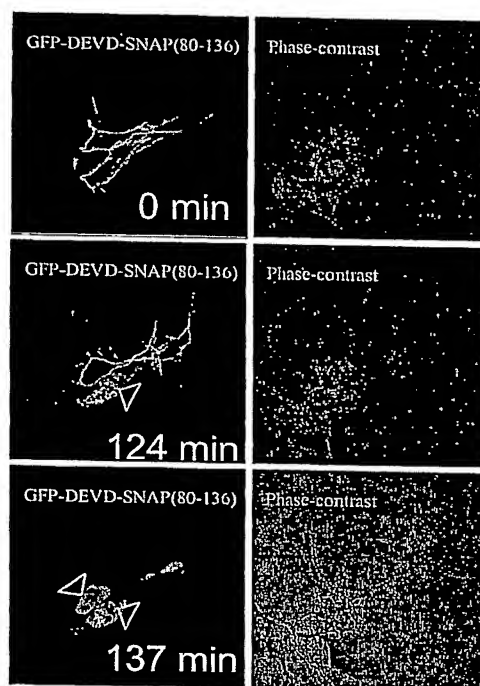 GFP-DEVD-SNAP(80-136)
Phase-contrast
0 min
GFP-DEVD-SNAP(80-136)
Phase-contrast
124 min
GFP-DEVD-SNAP(80-136)
Phase-contrast
137 min